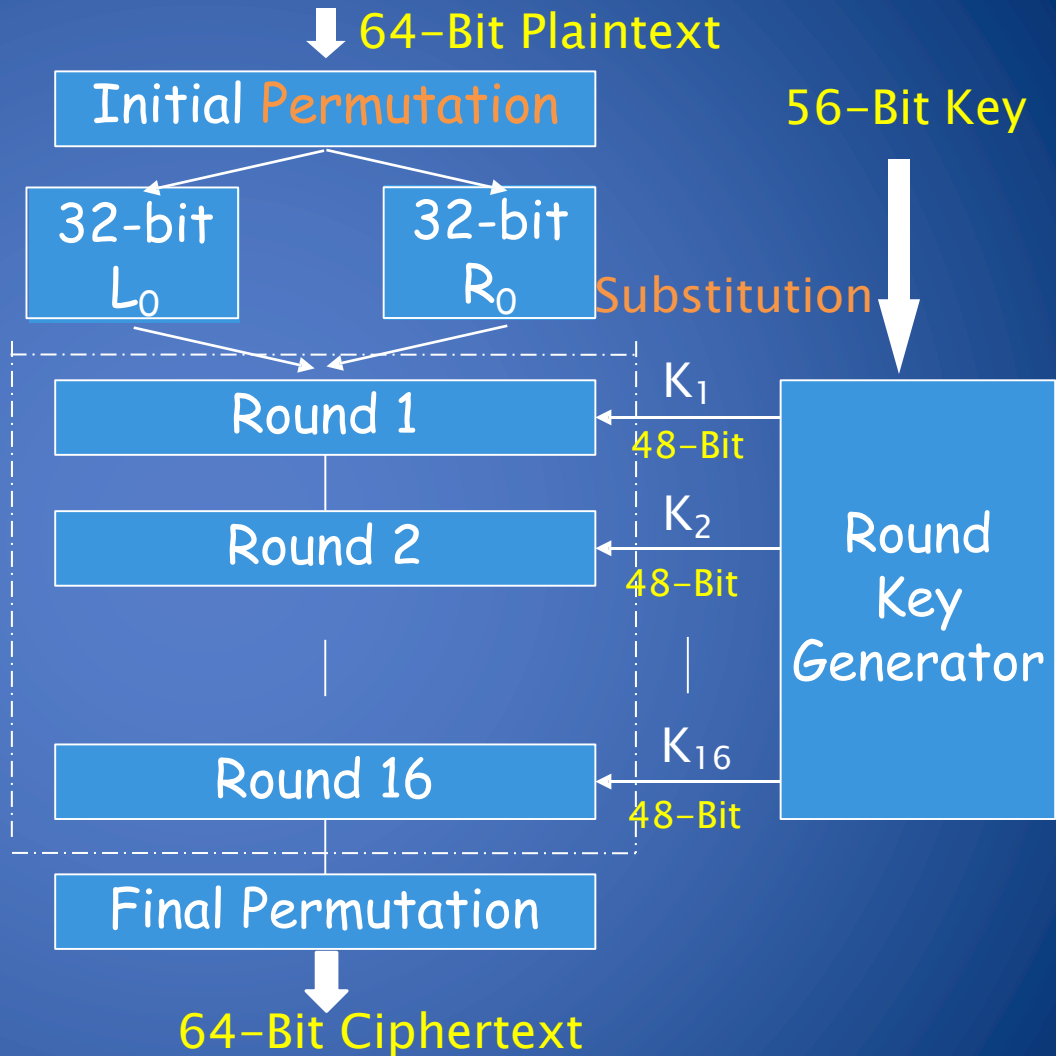 64-Bit Plaintext
Initial Permutation
56-Bit Key
32-bit
L₀
32-bit
R₀
Substitution
Round 1
K₁
48-Bit
Round 2
K₂
48-Bit
Round
Key
Generator
Round 16
K₁₆
48-Bit
Final Permutation
64-Bit Ciphertext